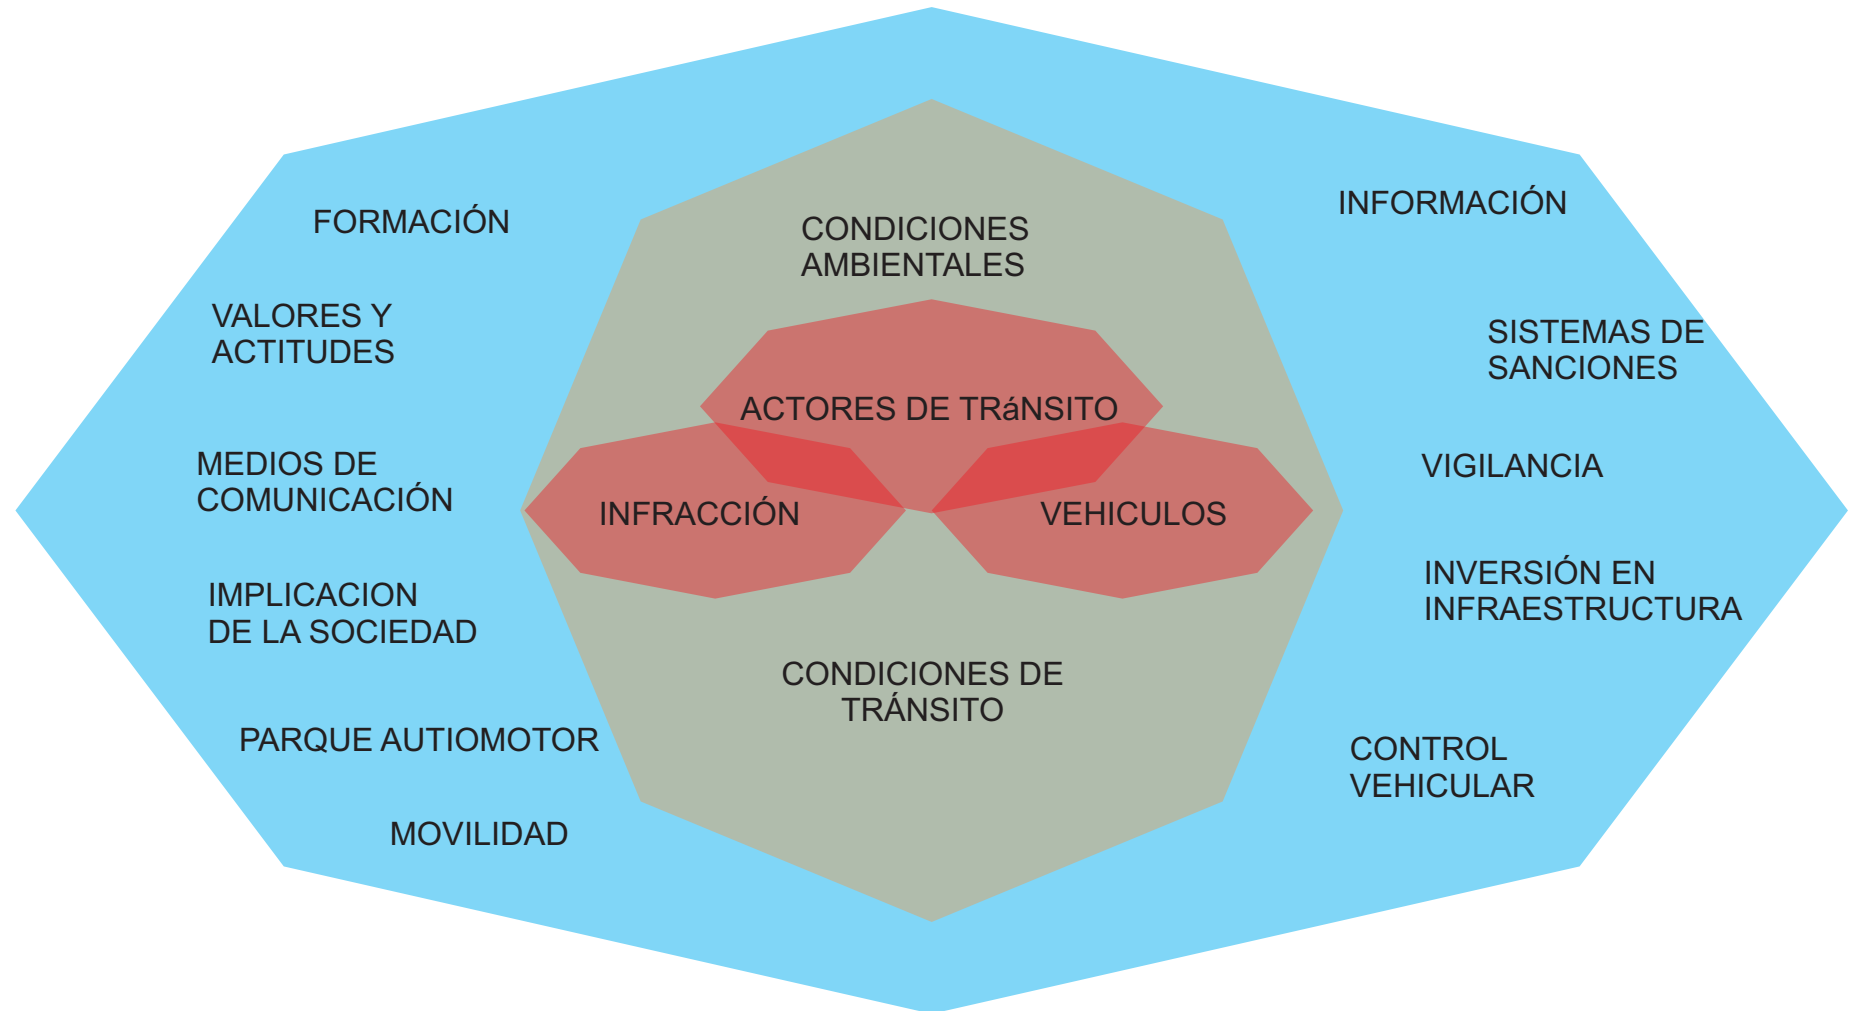 FORMACIÓN
VALORES Y
ACTITUDES
MEDIOS DE
COMUNICACIÓN
IMPLICACION
DE LA SOCIEDAD
PARQUE AUTIOMOTOR
MOVILIDAD
CONDICIONES
AMBIENTALES
ACTORES DE TRáNSITO
INFRACCIÓN
VEHICULOS
CONDICIONES DE
TRÁNSITO
INFORMACIÓN
SISTEMAS DE
SANCIONES
VIGILANCIA
INVERSIÓN EN
INFRAESTRUCTURA
CONTROL
VEHICULAR